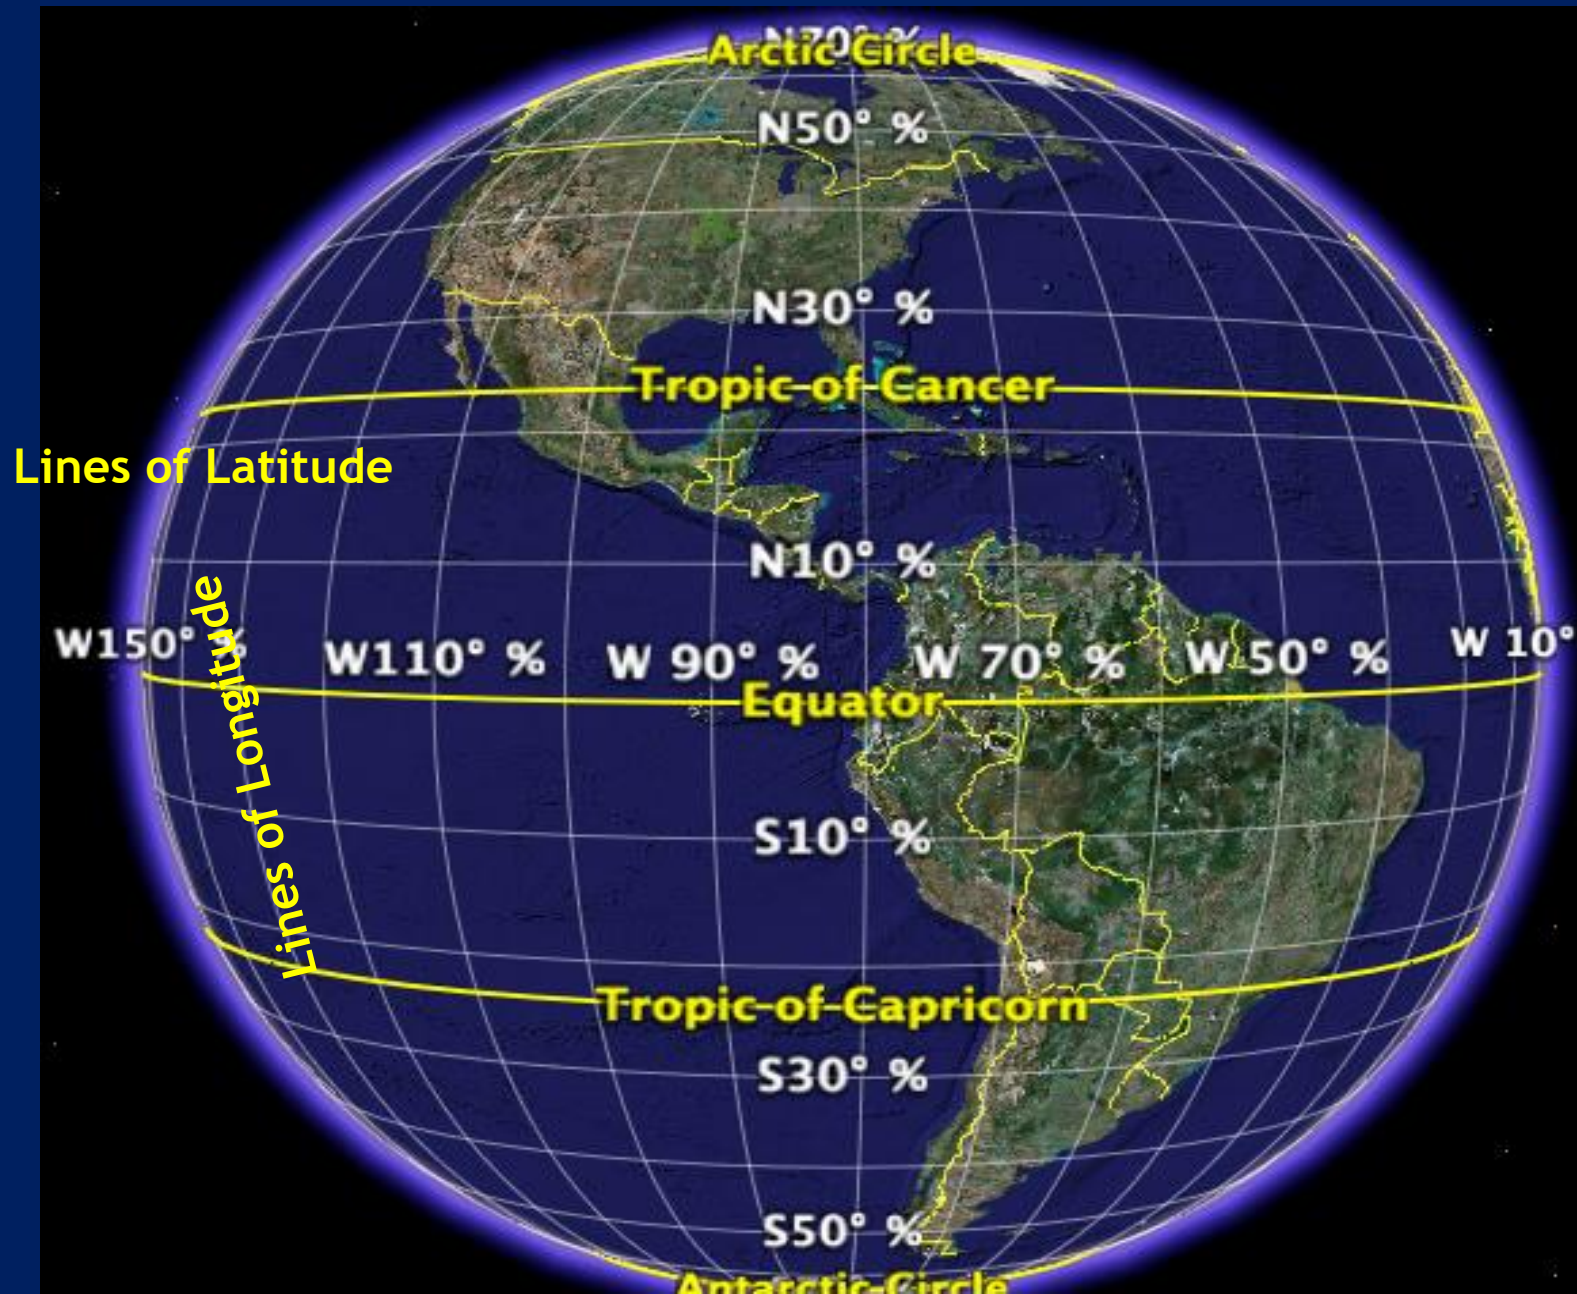 N70° %
Arctic Circle
N50° %
N30° %
Tropic of Cancer
Lines of Latitude
N10° %
Lines of Longitude
W150° %
W110° %
W 90° %
W 70° %
W 50° %
W 10°
Equator
S10° %
Tropic of Capricorn
S30° %
S50° %
Antarctic Circle